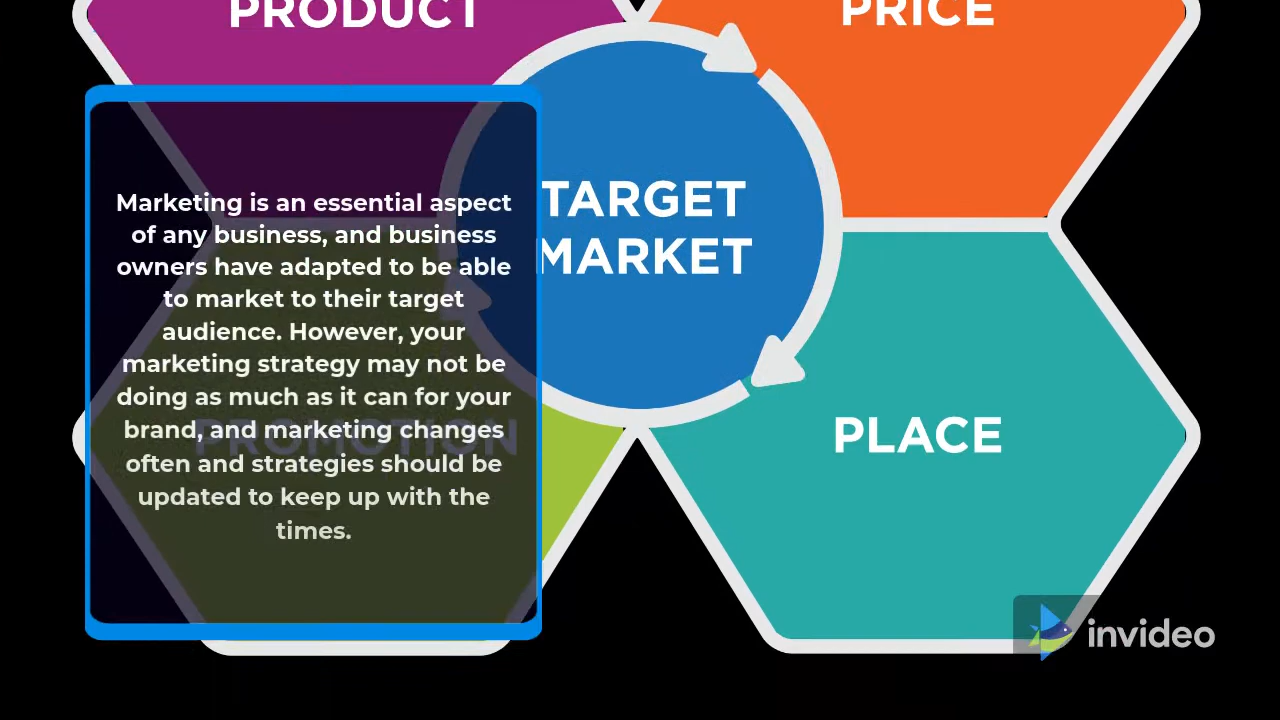 PRODUCT
PRICE
TARGET
MARKET
Marketing is an essential aspect
of any business, and business
owners have adapted to be able
to market to their target
audience. However, your
marketing strategy may not be
doing as much as it can for your
brand, and marketing changes
often and strategies should be
updated to keep up with the
times.
PROMOTION
PLACE
invideo